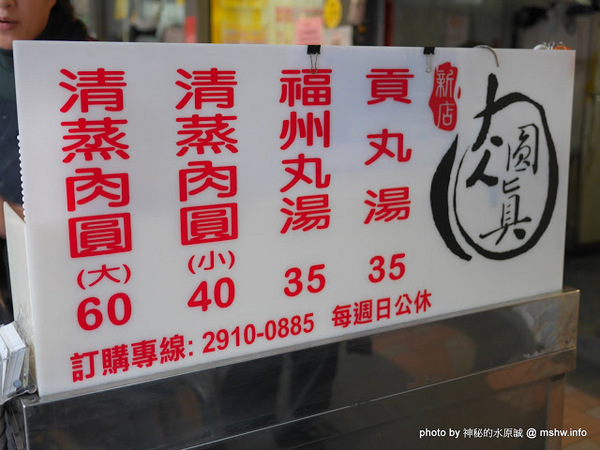 新店
大人圓真
貢丸湯
35
福州丸湯
35
清蒸肉圓
(小)
40
清蒸肉圓
(大)
60
訂購專線: 2910-0885 每週日公休
photo by 神秘的水原誠 @ mshw.info